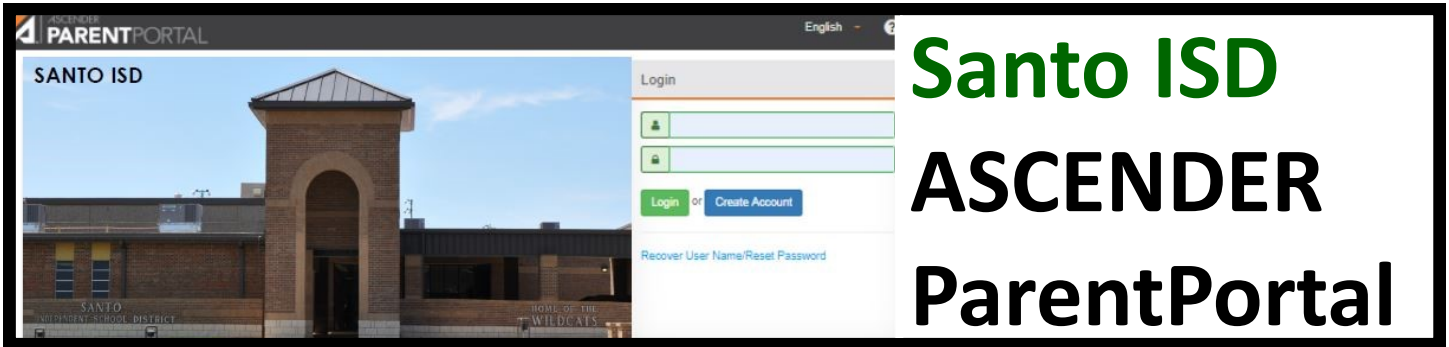 ASCENDER
PARENTPORTAL
English
?
SANTO ISD
SANTO
INDEPENDENT SCHOOL DISTRICT
HOME OF THE
WILDCATS
Login
Login or Create Account
Recover User Name/Reset Password
Santo ISD
ASCENDER
ParentPortal